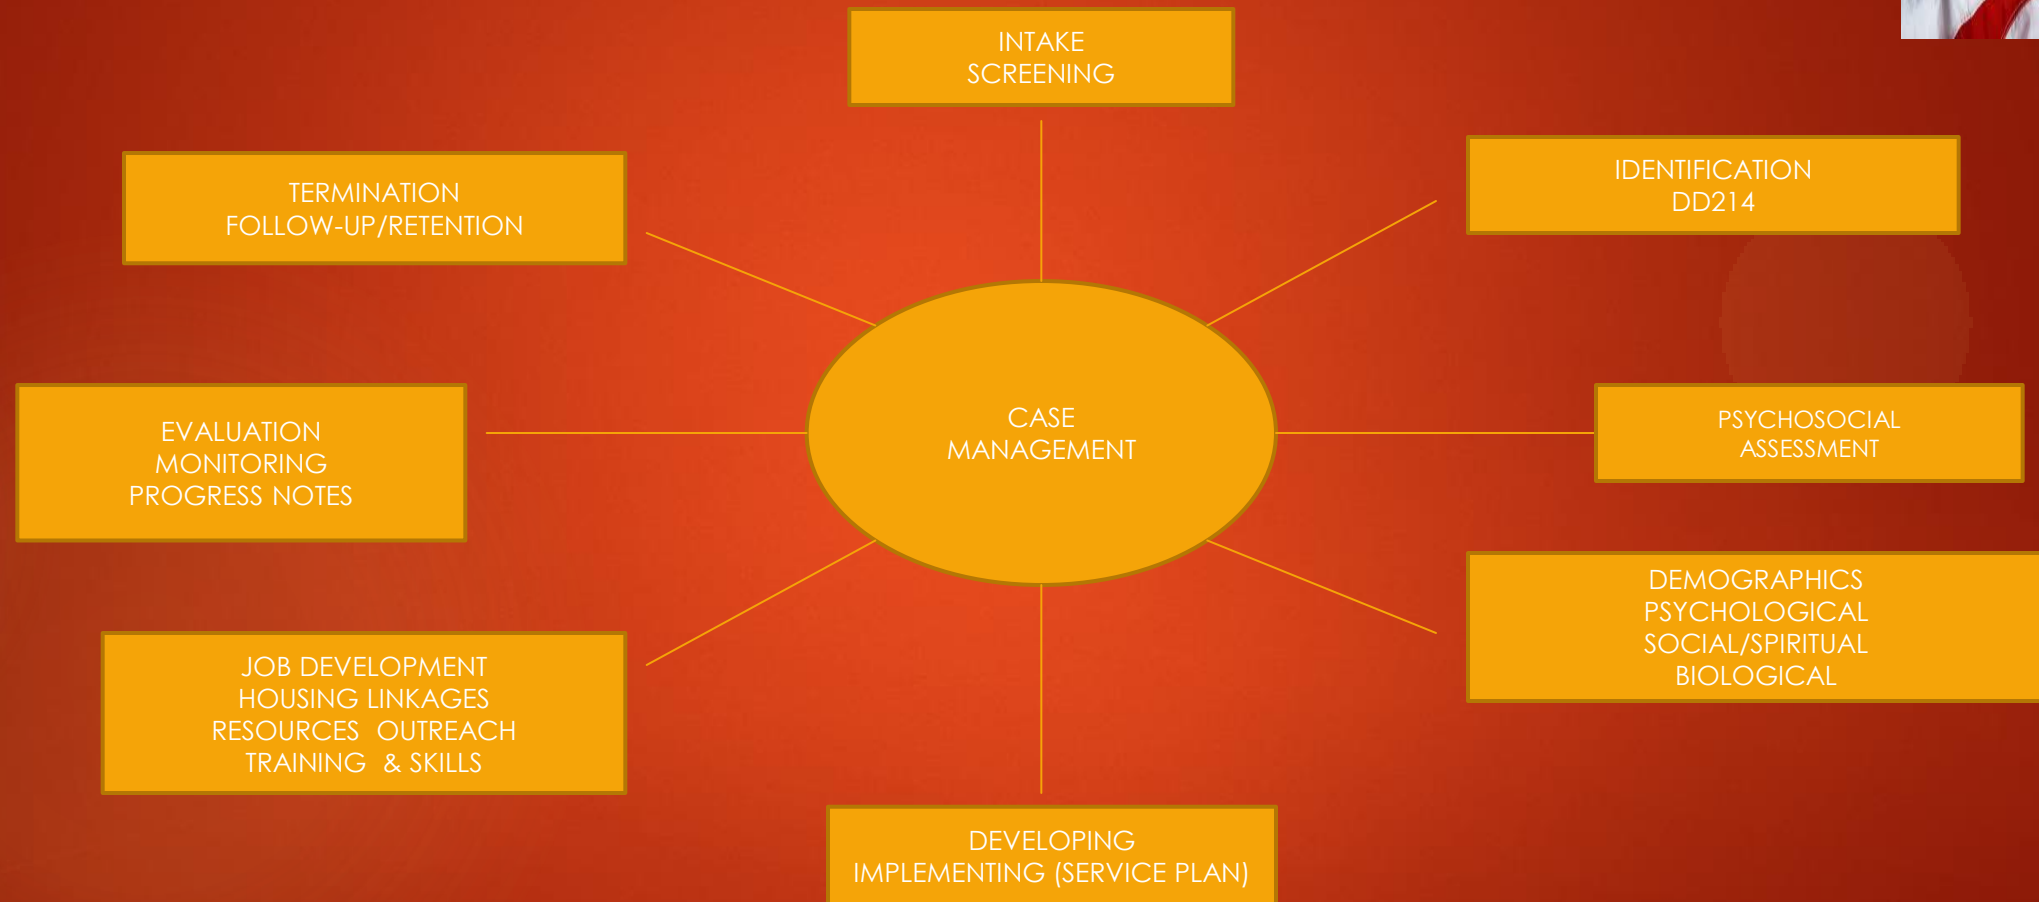 INTAKE
SCREENING
IDENTIFICATION
DD214
TERMINATION
FOLLOW-UP/RETENTION
CASE
MANAGEMENT
PSYCHOSOCIAL
ASSESSMENT
EVALUATION
MONITORING
PROGRESS NOTES
DEMOGRAPHICS
PSYCHOLOGICAL
SOCIAL/SPIRITUAL
BIOLOGICAL
JOB DEVELOPMENT
HOUSING LINKAGES
RESOURCES  OUTREACH
TRAINING  & SKILLS
DEVELOPING
IMPLEMENTING (SERVICE PLAN)